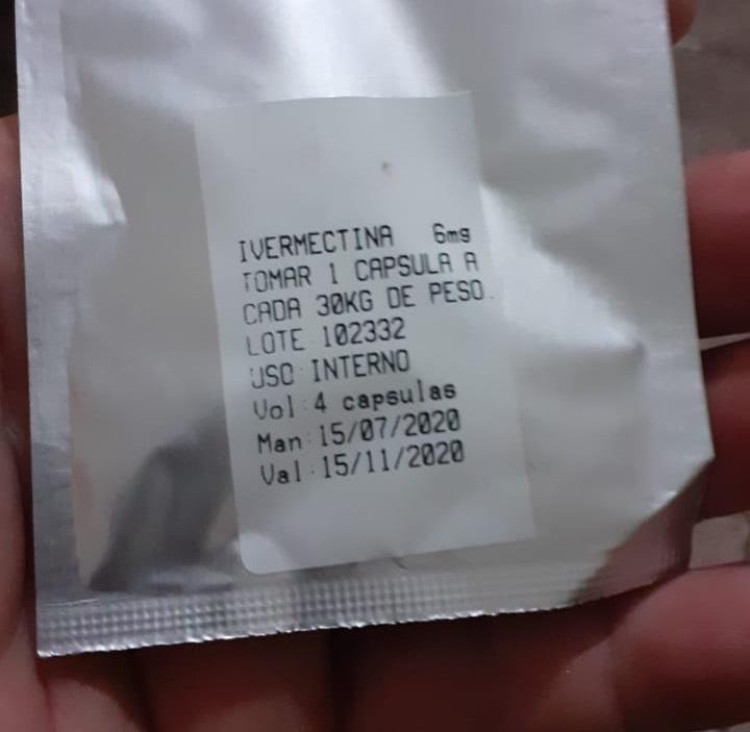 IVERMECTINA 6mg
TOMAR 1 CAPSULA A
CADA 30KG DE PESO.
LOTE 102332
USO INTERNO
Vol:4 capsulas
Man:15/07/2020
Val:15/11/2020